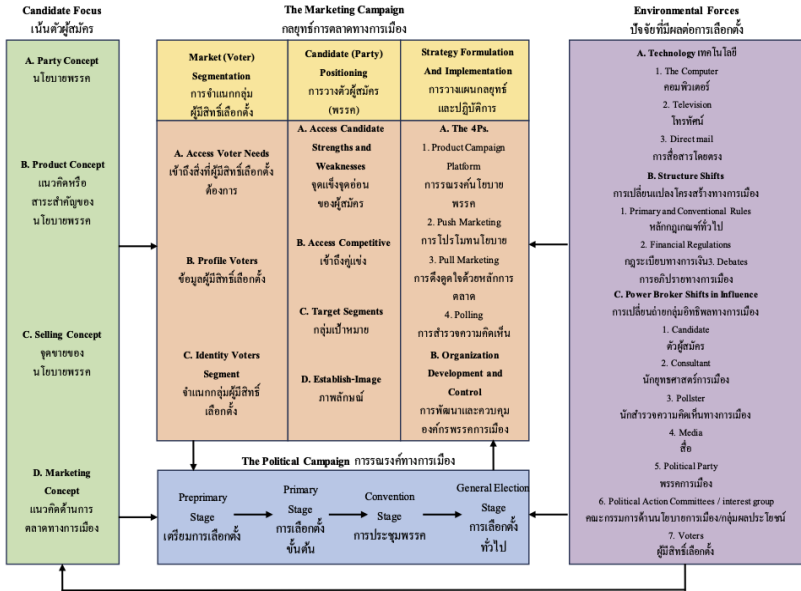 Candidate Focus
เน้นตัวผู้สมัคร
A. Party Concept
นโยบายพรรค
B. Product Concept
แนวคิดหรือ
สาระสำคัญของ
นโยบายพรรค
C. Selling Concept
จุดขายของ
นโยบายพรรค
D. Marketing
Concept
แนวคิดด้านการ
ตลาดทางการเมือง
The Marketing Campaign
กลยุทธ์การตลาดทางการเมือง
Market (Voter)
Segmentation
การจำแนกกลุ่ม
ผู้มีสิทธิ์เลือกตั้ง
A. Access Voter Needs
เข้าถึงสิ่งที่ผู้มีสิทธิ์เลือกตั้ง
ต้องการ
B. Profile Voters
ข้อมูลผู้มีสิทธิ์เลือกตั้ง
C. Identity Voters
Segment
จำแนกกลุ่มผู้มีสิทธิ์
เลือกตั้ง
Candidate (Party)
Positioning
การวางตัวผู้สมัคร
(พรรค)
A. Access Candidate
Strengths and
Weaknesses
จุดแข็งจุดอ่อน
ของผู้สมัคร
B. Access Competitive
เข้าถึงคู่แข่ง
C. Target Segments
กลุ่มเป้าหมาย
D. Establish-Image
ภาพลักษณ์
Strategy Formulation
And Implementation
การวางแผนกลยุทธ์
และปฏิบัติการ
A. The 4Ps.
1. Product Campaign
Platform
การรณรงค์นโยบาย
พรรค
2. Push Marketing
การโปรโมทนโยบาย
3. Pull Marketing
การดึงดูดใจด้วยหลักการ
ตลาด
4. Polling
การสำรวจความคิดเห็น
B. Organization
Development and
Control
การพัฒนาและควบคุม
องค์กรพรรคการเมือง
The Political Campaign การรณรงค์ทางการเมือง
Preprimary
Stage
เตรียมการเลือกตั้ง
Primary
Stage
การเลือกตั้ง
ขั้นต้น
Convention
Stage
การประชุมพรรค
General Election
Stage
การเลือกตั้ง
ทั่วไป
Environmental Forces
ปัจจัยที่มีผลต่อการเลือกตั้ง
A. Technology เทคโนโลยี
1. The Computer
คอมพิวเตอร์
2. Television
โทรทัศน์
3. Direct mail
การสื่อสารโดยตรง
B. Structure Shifts
การเปลี่ยนแปลงโครงสร้างทางการเมือง
1. Primary and Conventional Rules
หลักกฎเกณฑ์ทั่วไป
2. Financial Regulations
กฎระเบียบทางการเงิน3. Debates
การอภิปรายทางการเมือง
C. Power Broker Shifts in Influence
การเปลี่ยนถ่ายกลุ่มอิทธิพลทางการเมือง
1. Candidate
ตัวผู้สมัคร
2. Consultant
นักยุทธศาสตร์การเมือง
3. Pollster
นักสำรวจความคิดเห็นทางการเมือง
4. Media
สื่อ
5. Political Party
พรรคการเมือง
6. Political Action Committees / interest group
คณะกรรมการด้านนโยบายการเมือง/กลุ่มผลประโยชน์
7. Voters
ผู้มีสิทธิ์เลือกตั้ง